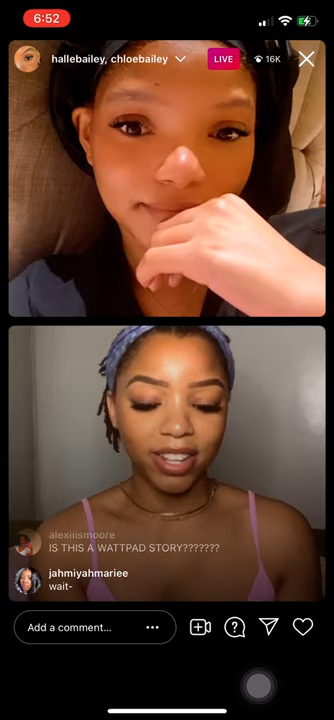 6:52
hallebailey, chloebailey
LIVE
16K
alexiiismoore
IS THIS A WATTPAD STORY???????
jahmiyahmariee
wait-
Add a comment...